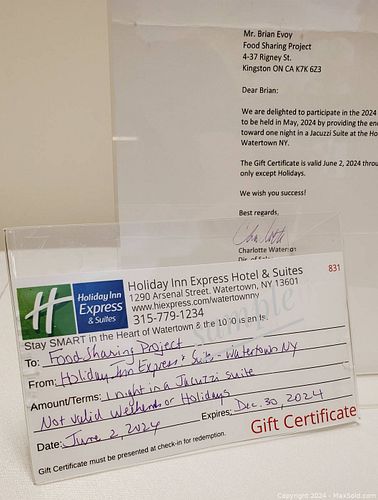 Mr. Brian Evoy
Food Sharing Project
4-37 Rigney St.
Kingston ON CA K7K 6Z3
Dear Brian:
We are delighted to participate in the 2024
to be held in May, 2024 by providing the
toward one night in a Jacuzzi Suite at the
Watertown NY.
The Gift Certificate is valid June 2, 2024
only except Holidays.
We wish you success!
Best regards,
Charlotte
Holiday Inn
Express
& Suites
Holiday Inn Express Hotel & Suites
831
1290 Arsenal Street. Watertown, NY 13601
www.hiexpress.com/watertownny
315-779-1234
Sample
Stay SMART in the Heart of Watertown & the 1000 Islands.
To: Food Sharing Project
From: Holiday Inn Express & Suites - Watertown NY
Amount/Terms: 1 night in a Jacuzzi Suite
Not valid Weekends or Holidays
Expires: Dec. 30, 2024
Date: June 2, 2024
Gift Certificate
Gift Certificate must be presented at check-in for redemption.
Copyright 2024 - MaxSold.com